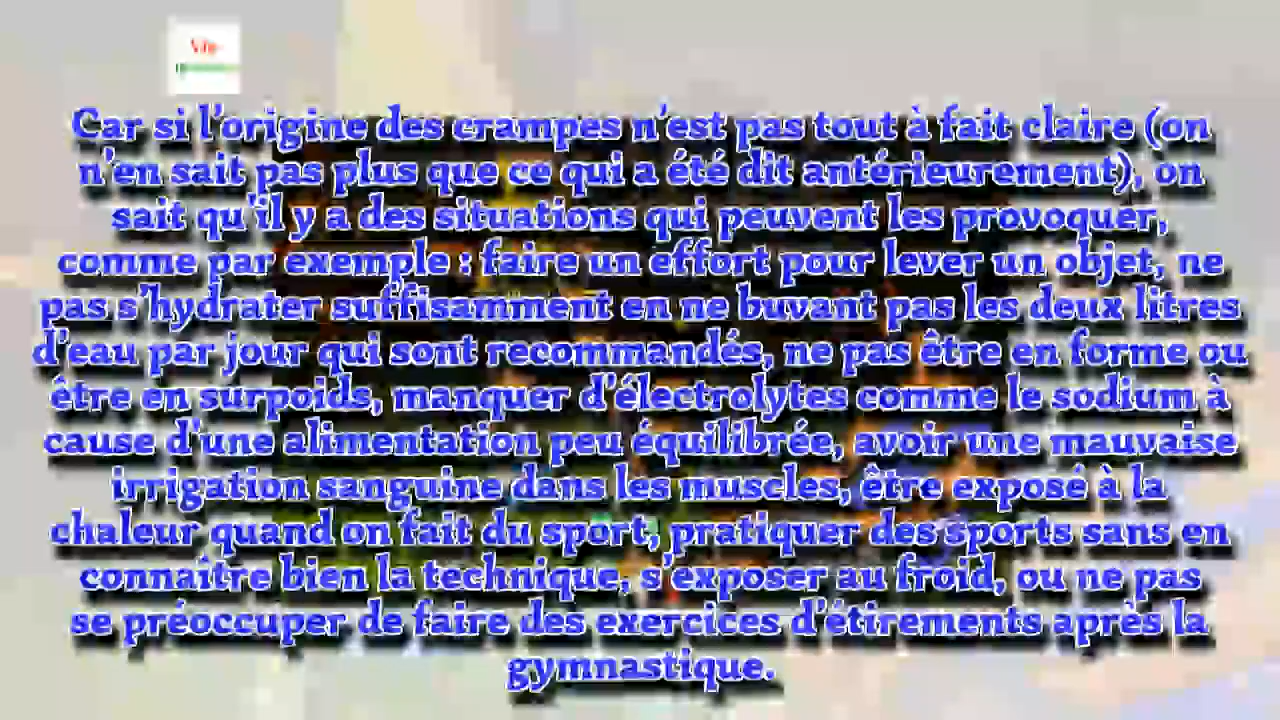 Vie
Car si l'origine des crampes n'est pas tout à fait claire (on
n'en sait pas plus que ce qui a été dit antérieurement), on
sait qu'il y a des situations qui peuvent les provoquer,
comme par exemple : faire un effort pour lever un objet, ne
pas s'hydrater suffisamment en ne buvant pas les deux litres
d'eau par jour qui sont recommandés, ne pas être en forme ou
être en surpoids, manquer d'électrolytes comme le sodium à
cause d'une alimentation peu équilibrée, avoir une mauvaise
irrigation sanguine dans les muscles, être exposé à la
chaleur quand on fait du sport, pratiquer des sports sans en
connaître bien la technique, s'exposer au froid, ou ne pas
se préoccuper de faire des exercices d'étirements après la
gymnastique.